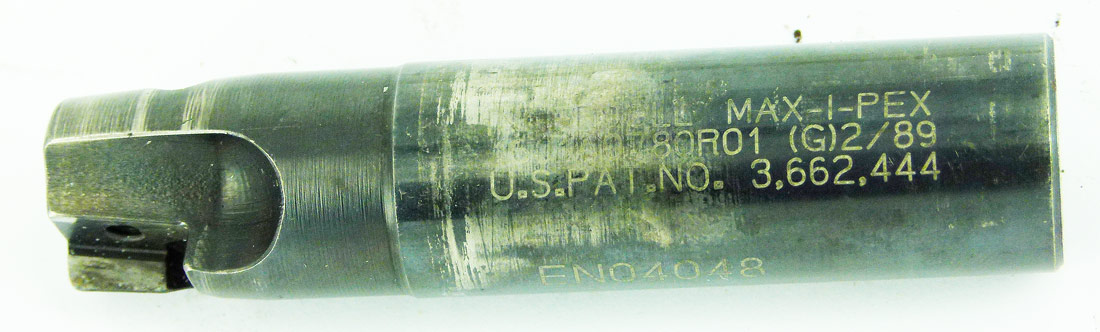 MAX-I-PEX
80R01 (G)2/89
U.S.PAT.NO. 3,662,444
EN04048